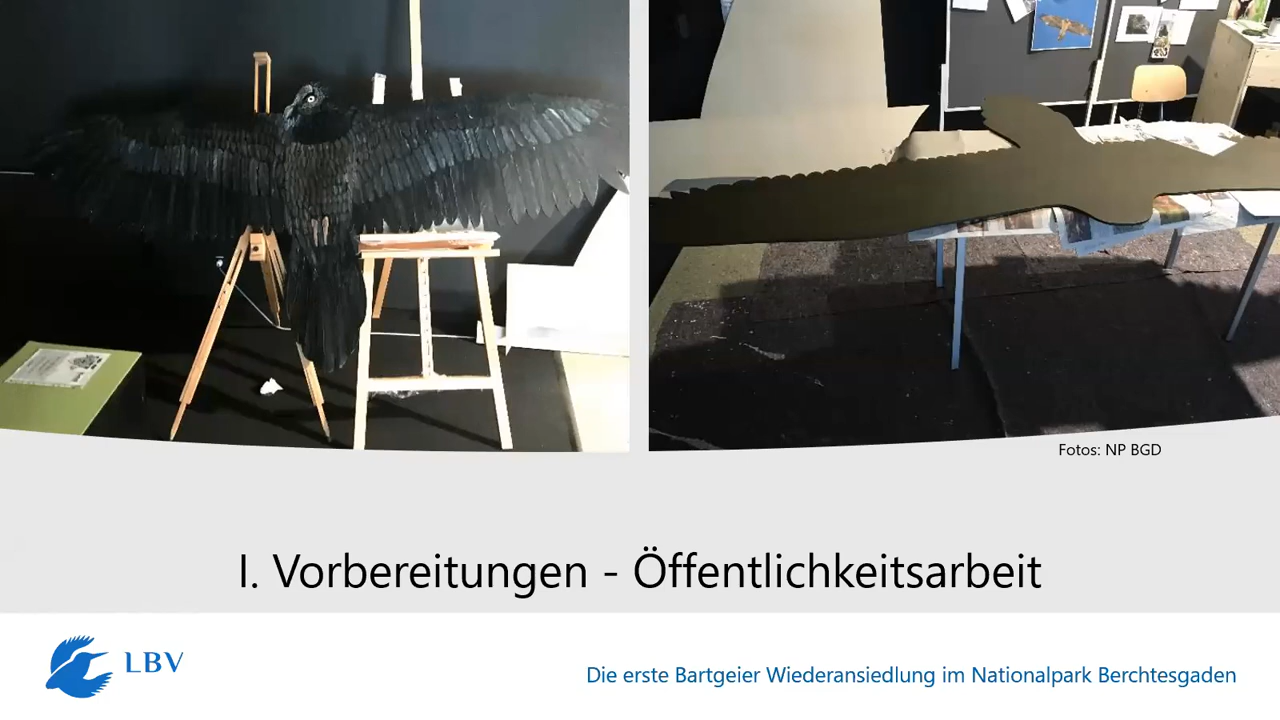 Fotos: NP BGD
I. Vorbereitungen - Öffentlichkeitsarbeit
LBV
Die erste Bartgeier Wiederansiedlung im Nationalpark Berchtesgaden